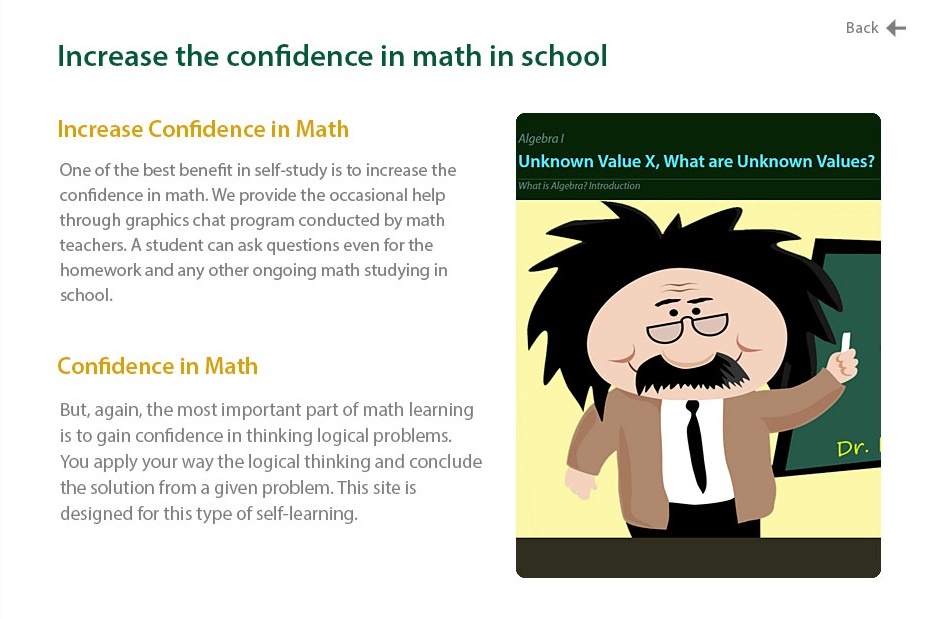 Back
Increase the confidence in math in school
Increase Confidence in Math
One of the best benefit in self-study is to increase the
confidence in math. We provide the occasional help
through graphics chat program conducted by math
teachers. A student can ask questions even for the
homework and any other ongoing math studying in
school.
Confidence in Math
But, again, the most important part of math learning
is to gain confidence in thinking logical problems.
You apply your way the logical thinking and conclude
the solution from a given problem. This site is
designed for this type of self-learning.
Algebra I
Unknown Value X, What are Unknown Values?
What is Algebra? Introduction
Dr.